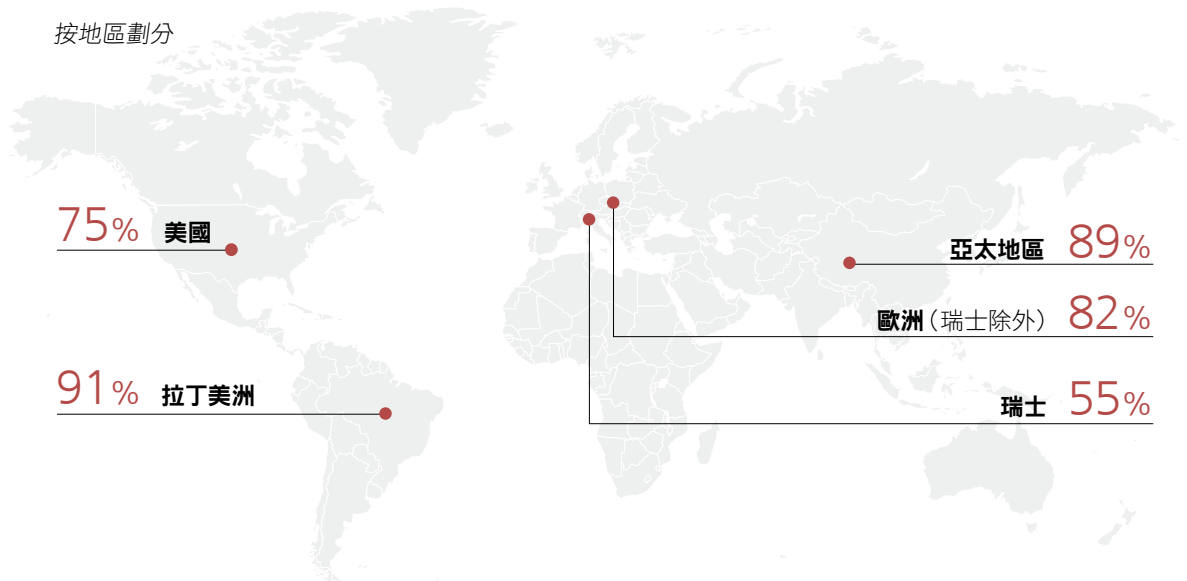 按地區劃分
75% 美國
亞太地區 89%
歐洲（瑞士除外） 82%
91% 拉丁美洲
瑞士 55%